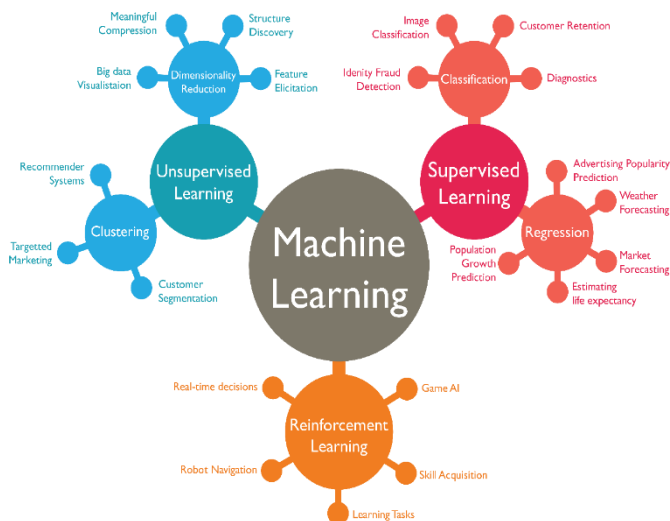 Meaningful
Compression
Structure
Discovery
Big data
Visualistaion
Dimensionality
Reduction
Feature
Elicitation
Unsupervised
Learning
Recommender
Systems
Clustering
Targetted
Marketing
Customer
Segmentation
Machine
Learning
Image
Classification
Customer Retention
Idenity Fraud
Detection
Classification
Diagnostics
Supervised
Learning
Advertising Popularity
Prediction
Weather
Forecasting
Regression
Population
Growth
Prediction
Market
Forecasting
Estimating
life expectancy
Real-time decisions
Game AI
Reinforcement
Learning
Robot Navigation
Skill Acquisition
Learning Tasks